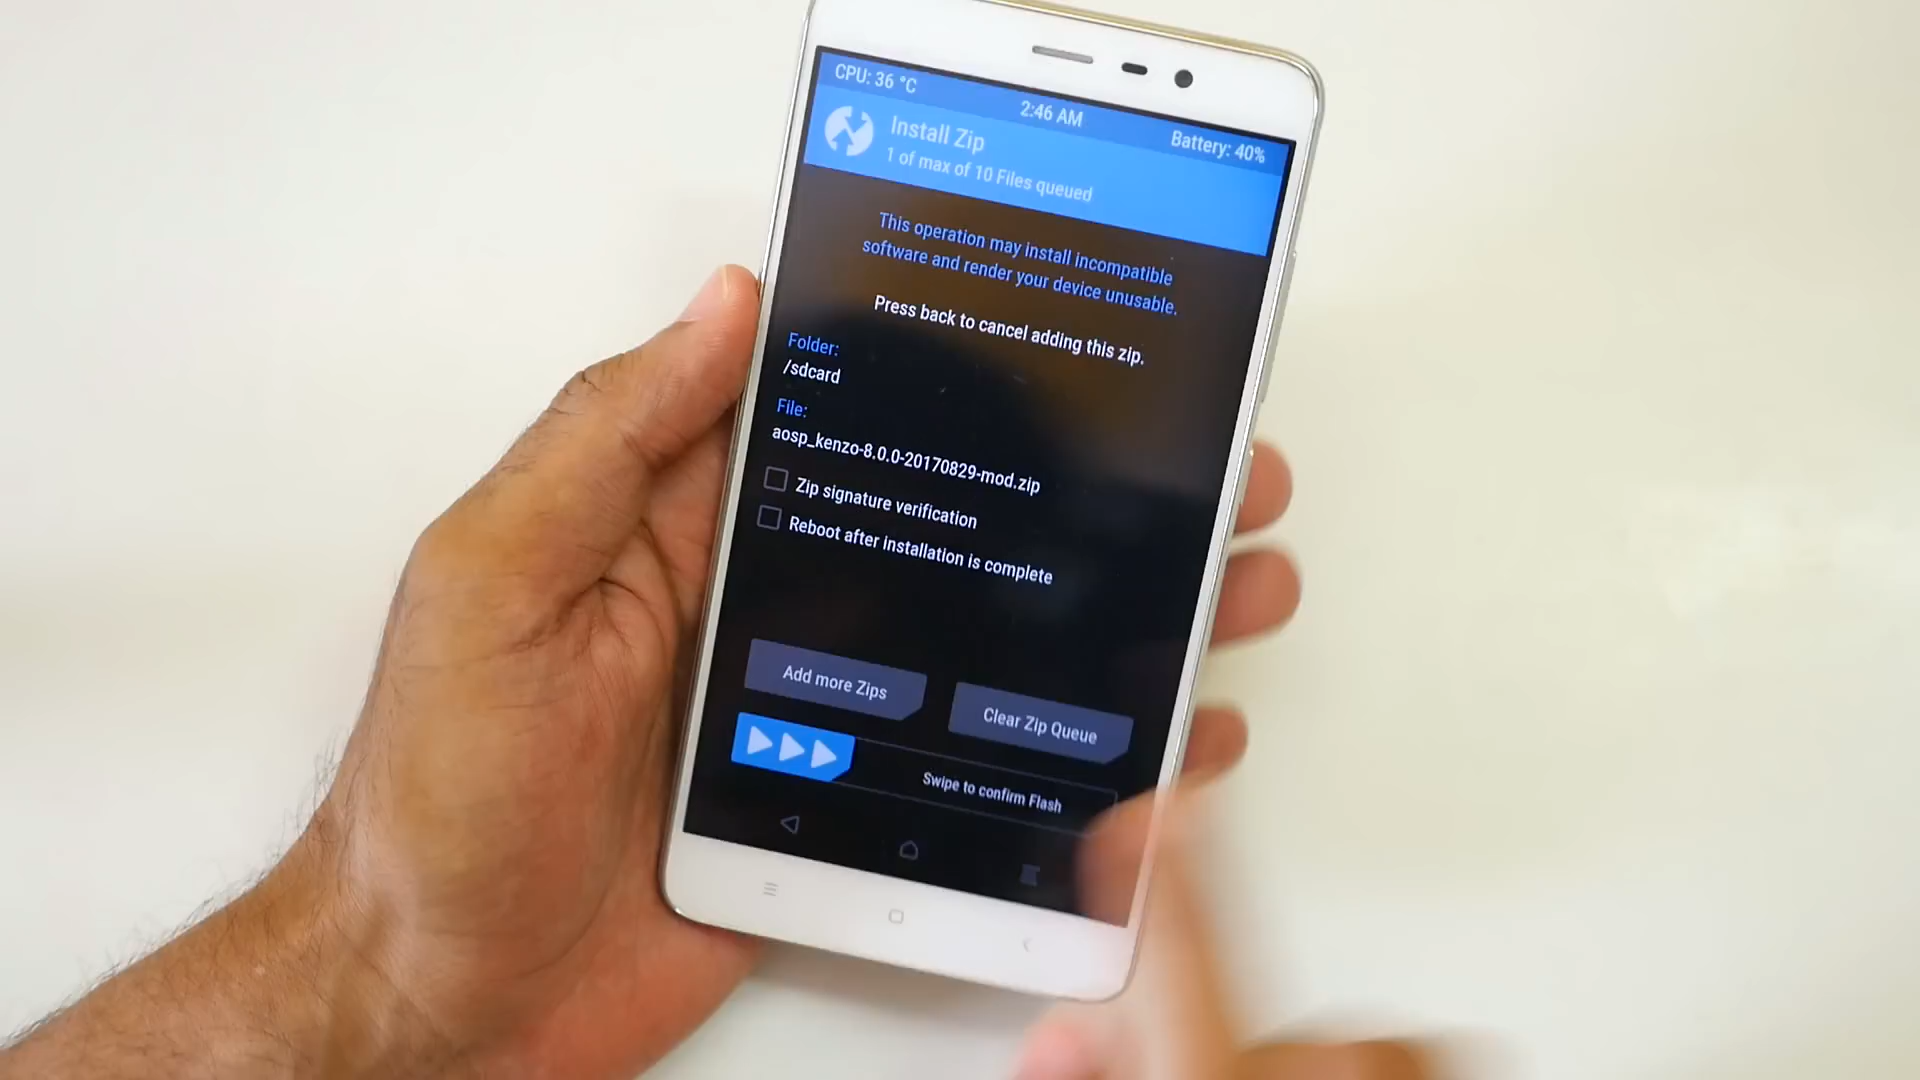 CPU: 36 °C
2:46 AM
Battery: 40%
Install Zip
1 of max of 10 Files queued
This operation may install incompatible
software and render your device unusable.
Press back to cancel adding this zip.
Folder:
/sdcard
File:
aosp_kenzo-8.0.0-20170829-mod.zip
Zip signature verification
Reboot after installation is complete
Add more Zips
Clear Zip Queue
Swipe to confirm Flash